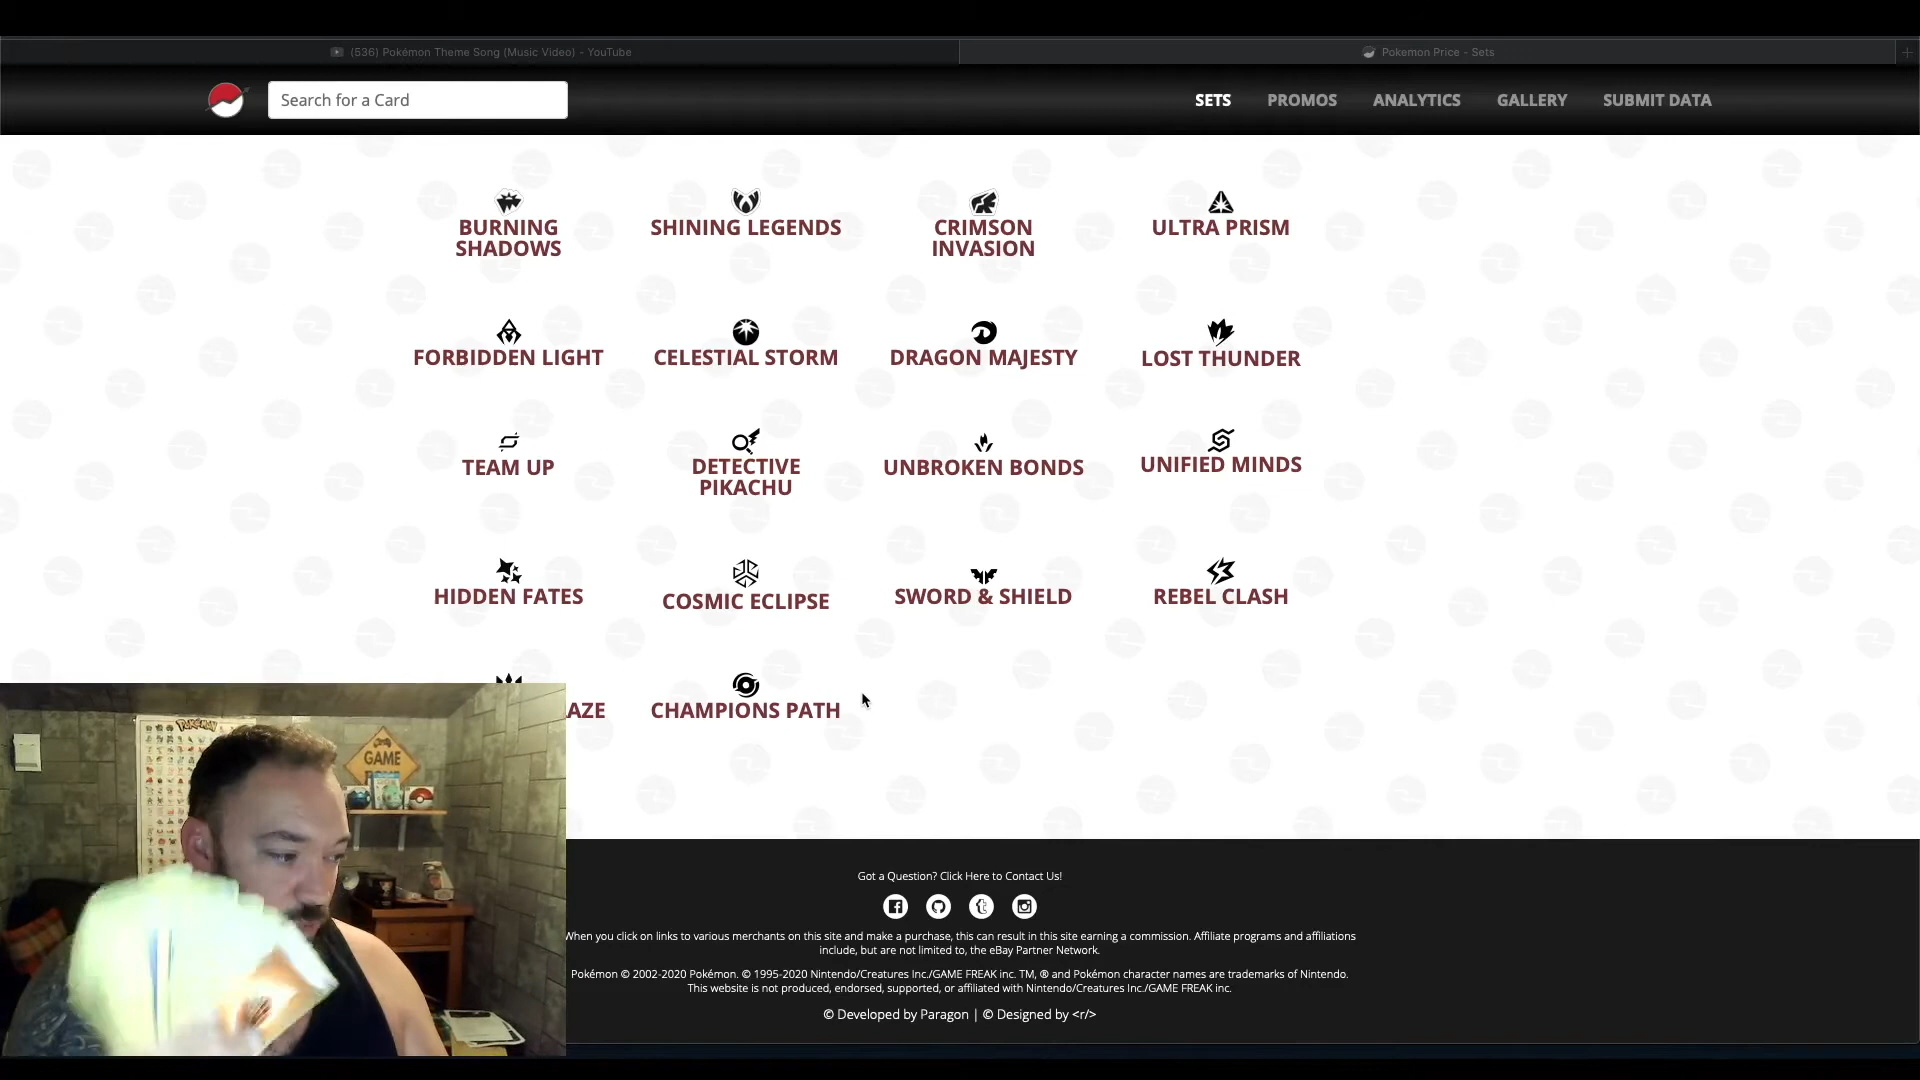 (536) Pokémon Theme Song (Music Video) - YouTube
Pokemon Price - Sets
Search for a Card
SETS
PROMOS
ANALYTICS
GALLERY
SUBMIT DATA
BURNING
SHADOWS
SHINING LEGENDS
CRIMSON
INVASION
ULTRA PRISM
FORBIDDEN LIGHT
CELESTIAL STORM
DRAGON MAJESTY
LOST THUNDER
TEAM UP
DETECTIVE
PIKACHU
UNBROKEN BONDS
UNIFIED MINDS
HIDDEN FATES
COSMIC ECLIPSE
SWORD & SHIELD
REBEL CLASH
AZE
CHAMPIONS PATH
POKéMON
GAME
Got a Question? Click Here to Contact Us!
When you click on links to various merchants on this site and make a purchase, this can result in this site earning a commission. Affiliate programs and affiliations
include, but are not limited to, the eBay Partner Network.
Pokémon © 2002-2020 Pokémon. © 1995-2020 Nintendo/Creatures Inc./GAME FREAK inc. TM, ® and Pokémon character names are trademarks of Nintendo.
This website is not produced, endorsed, supported, or affiliated with Nintendo/Creatures Inc./GAME FREAK inc.
© Developed by Paragon | © Designed by <r/>